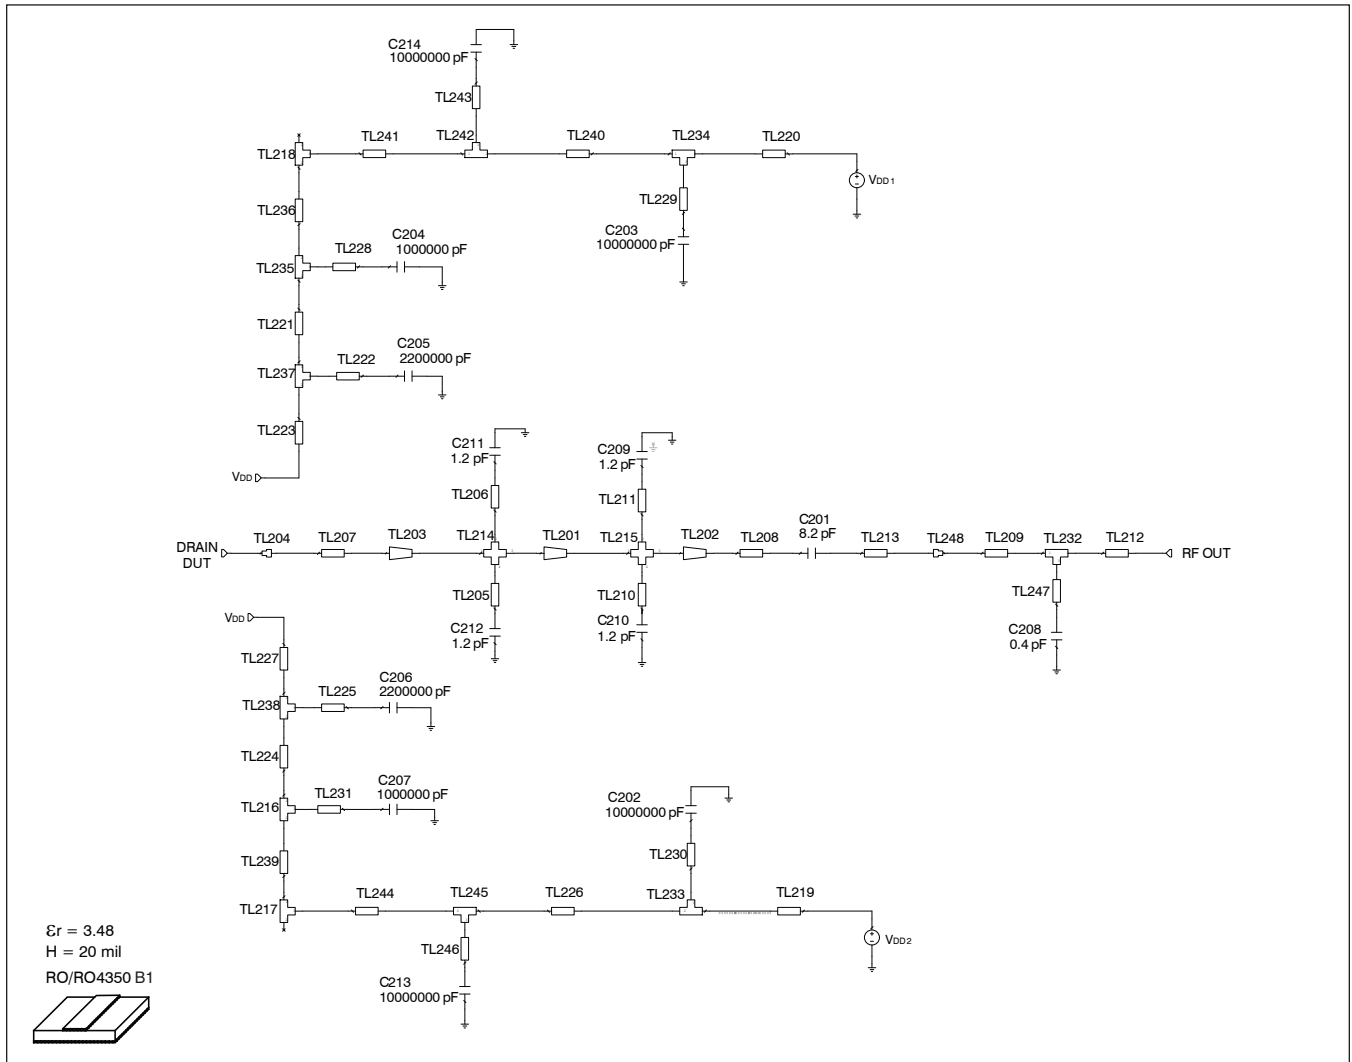 C214
10000000 pF
TL243
TL218
TL241
TL242
TL240
TL234
TL220
VDD1
TL236
TL229
C203
10000000 pF
TL235
TL228
C204
1000000 pF
TL221
TL237
TL222
C205
2200000 pF
TL223
VDD
C211
1.2 pF
TL206
C209
1.2 pF
TL211
DRAIN
DUT
TL204
TL207
TL203
TL214
TL201
TL215
TL202
TL208
C201
8.2 pF
TL213
TL248
TL209
TL232
TL212
RF OUT
TL205
C212
1.2 pF
TL210
C210
1.2 pF
TL247
C208
0.4 pF
VDD
TL227
TL238
TL225
C206
2200000 pF
TL224
TL216
TL231
C207
1000000 pF
TL239
C202
10000000 pF
TL230
TL217
TL244
TL245
TL226
TL233
TL219
VDD2
TL246
C213
10000000 pF
Ɛr = 3.48
H = 20 mil
RO/RO4350 B1